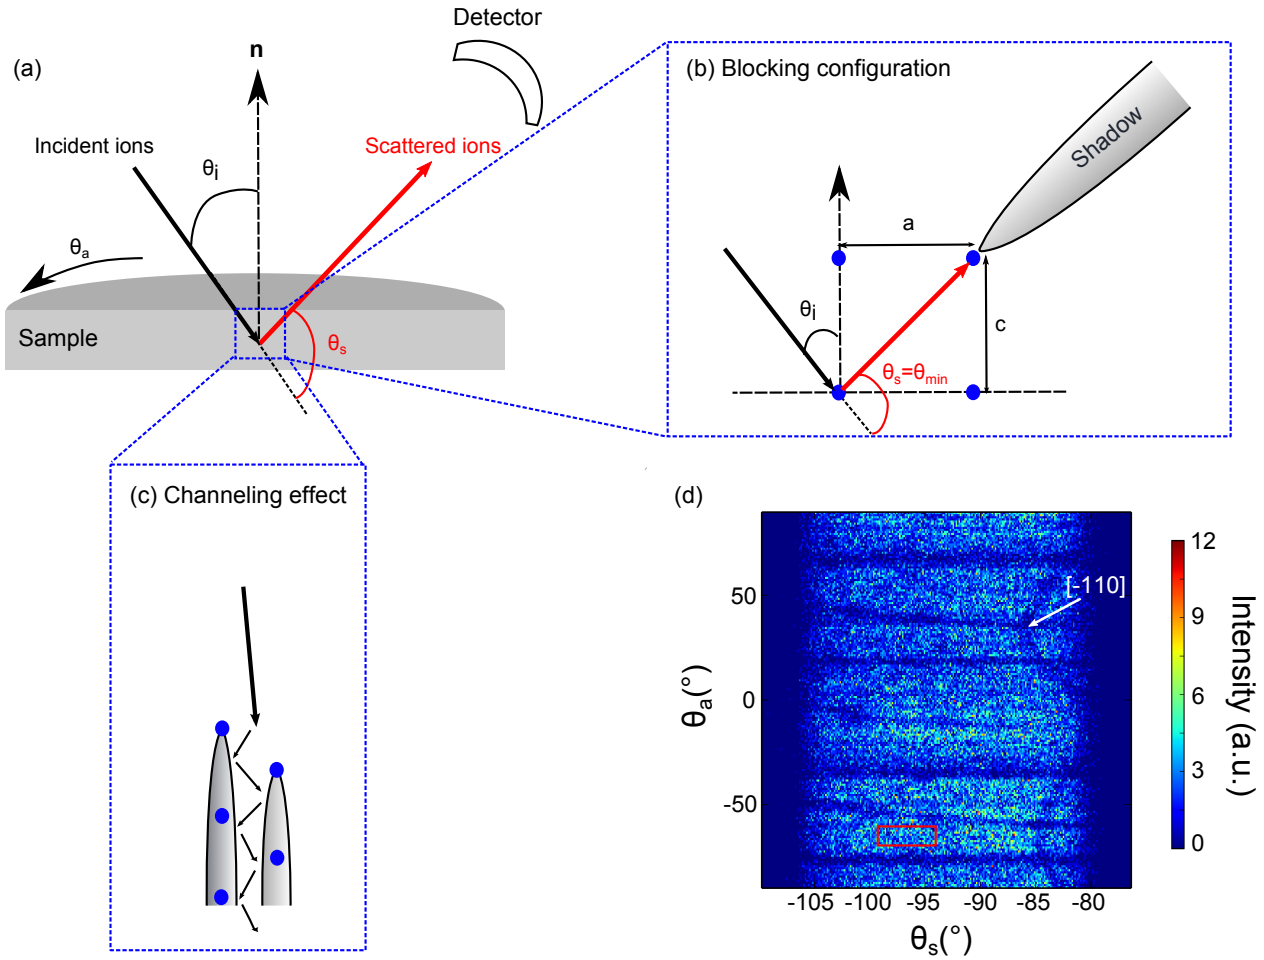 Detector
n
(a)
Incident ions
Scattered ions
θi
θa
Sample
θs
(b) Blocking configuration
Shadow
a
θi
c
θs=θmin
(c) Channeling effect
(d)
[-110]
50
0
-50
θa(°)
-105 -100 -95 -90 -85 -80
θs(°)
12
9
6
3
0
Intensity (a.u.)